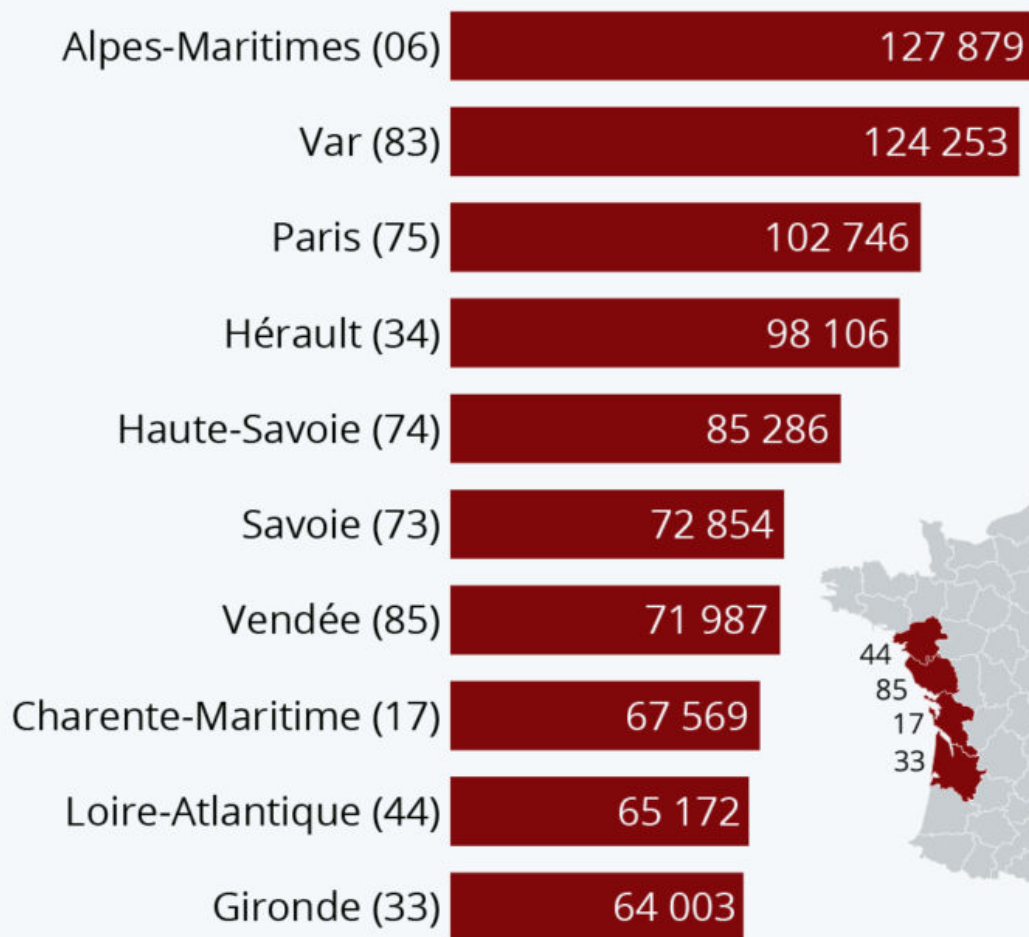 Alpes-Maritimes (06) 127 879
Var (83) 124 253
Paris (75) 102 746
Hérault (34) 98 106
Haute-Savoie (74) 85 286
Savoie (73) 72 854
Vendée (85) 71 987
Charente-Maritime (17) 67 569
Loire-Atlantique (44) 65 172
Gironde (33) 64 003
44
85
17
33